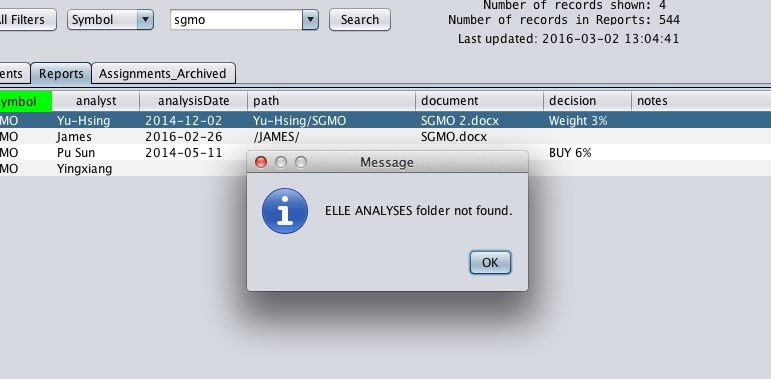 Number of records shown: 4
ll Filters Symbol sgmo Search Number of records in Reports: 544
Last updated: 2016-03-02 13:04:41
ents Reports Assignments_Archived
ymbol analyst analysisDate path document decision notes
MO Yu-Hsing 2014-12-02 Yu-Hsing/SGMO SGMO 2.docx Weight 3%
MO James 2016-02-26 /JAMES/ SGMO.docx
MO Pu Sun 2014-05-11 BUY 6%
MO Yingxiang
Message
ELLE ANALYSES folder not found.
OK